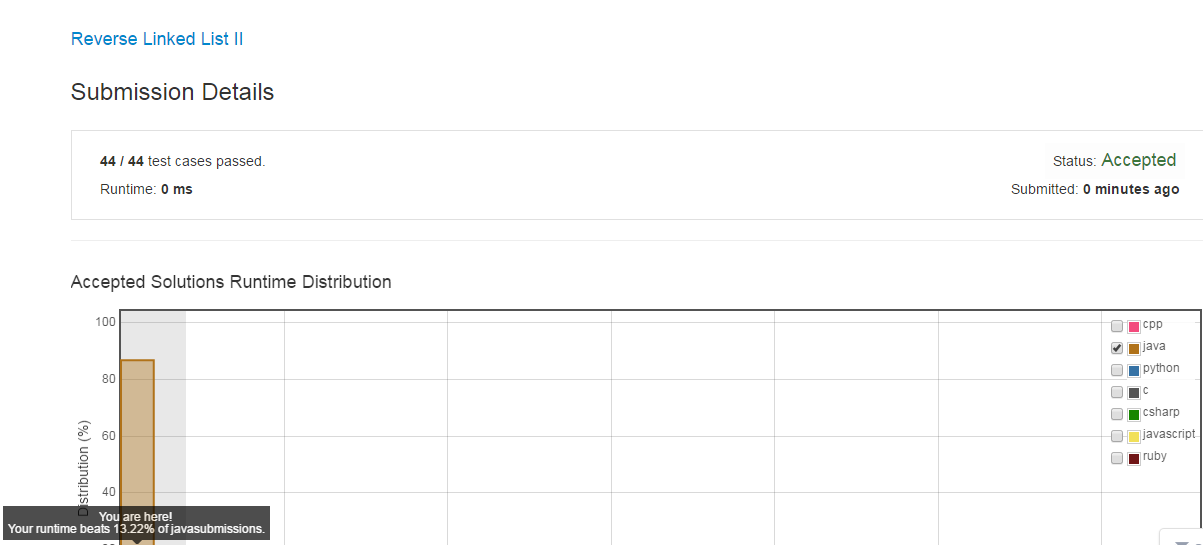 Reverse Linked List II
Submission Details
44 / 44 test cases passed.
Status: Accepted
Runtime: 0 ms
Submitted: 0 minutes ago
Accepted Solutions Runtime Distribution
100
80
60
40
Distribution (%)
cpp
java
python
c
csharp
javascript
ruby
You are here!
Your runtime beats 13.22% of javasubmissions.